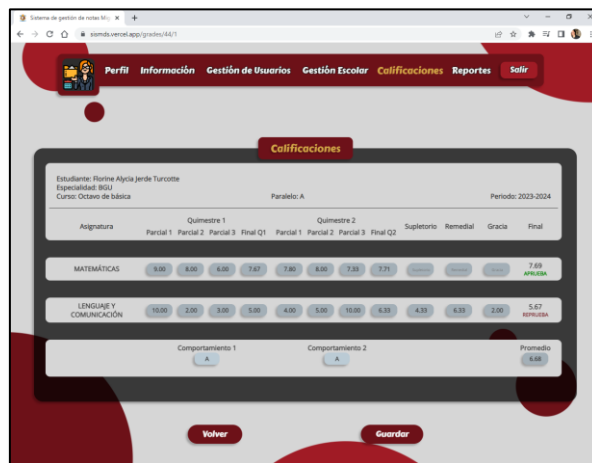 Sistema de gestión de notas Mig
sismds.vercel.app/grades/44/1
Perfil Información Gestión de Usuarios Gestión Escolar Calificaciones Reportes Salir
Calificaciones
Estudiante: Florine Alycia Jerde Turcotte
Especialidad: BGU
Curso: Octavo de básica Paralelo: A Periodo: 2023-2024
Quimestre 1 Quimestre 2
Asignatura Parcial 1 Parcial 2 Parcial 3 Final Q1 Parcial 1 Parcial 2 Parcial 3 Final Q2 Supletorio Remedial Gracia Final
MATEMÁTICAS 9.00 8.00 6.00 7.67 7.80 8.00 7.33 7.71 7.69
APRUEBA
LENGUAJE Y
COMUNICACIÓN 10.00 2.00 3.00 5.00 4.00 5.00 10.00 6.33 4.33 6.33 2.00 5.67
REPRUEBA
Comportamiento 1 Comportamiento 2 Promedio
A A 6.68
Volver Guardar